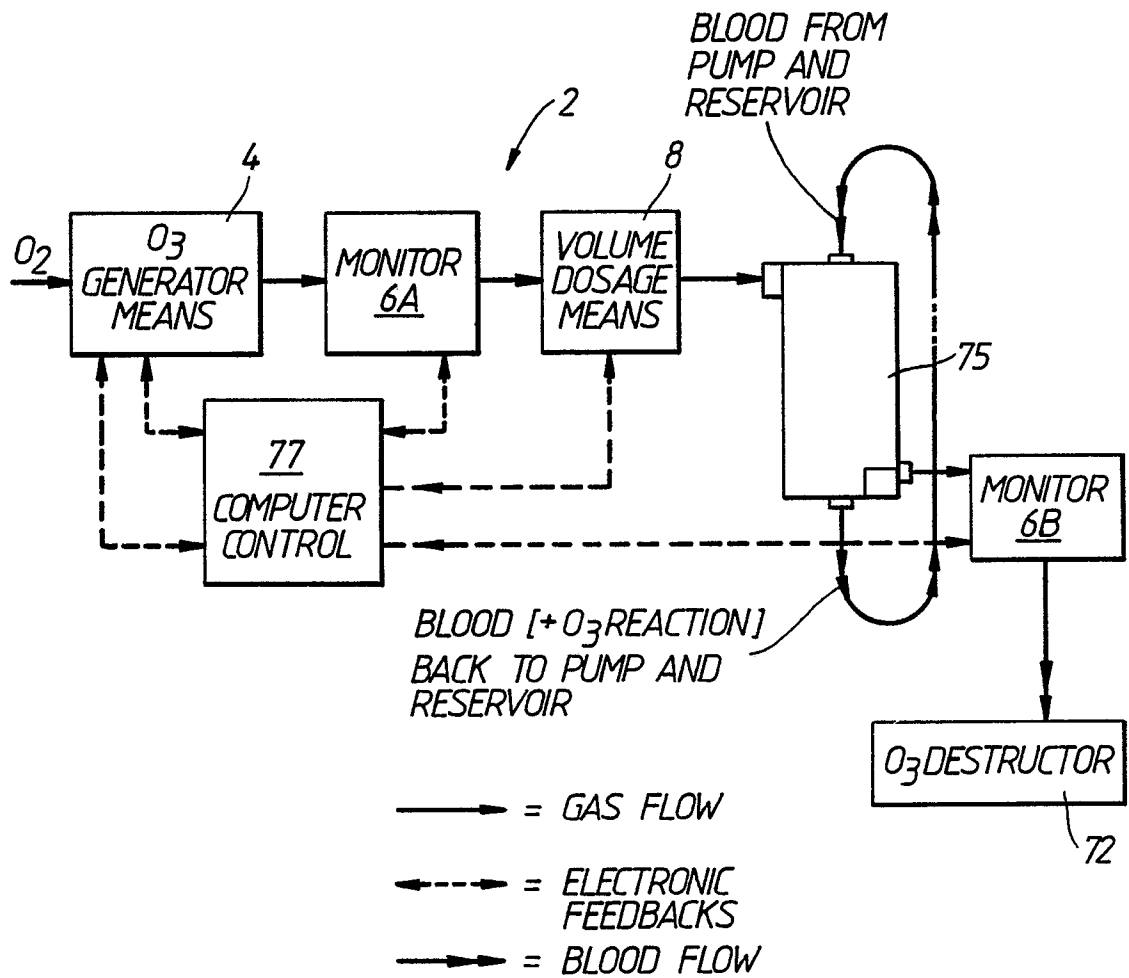 BLOOD FROM
PUMP AND
RESERVOIR
2
4
8
O2
O3
GENERATOR
MEANS
MONITOR
6A
VOLUME
DOSAGE
MEANS
75
77
COMPUTER
CONTROL
MONITOR
6B
BLOOD [+O3 REACTION]
BACK TO PUMP AND
RESERVOIR
O3 DESTRUCTOR
72
= GAS FLOW
= ELECTRONIC
FEEDBACKS
= BLOOD FLOW